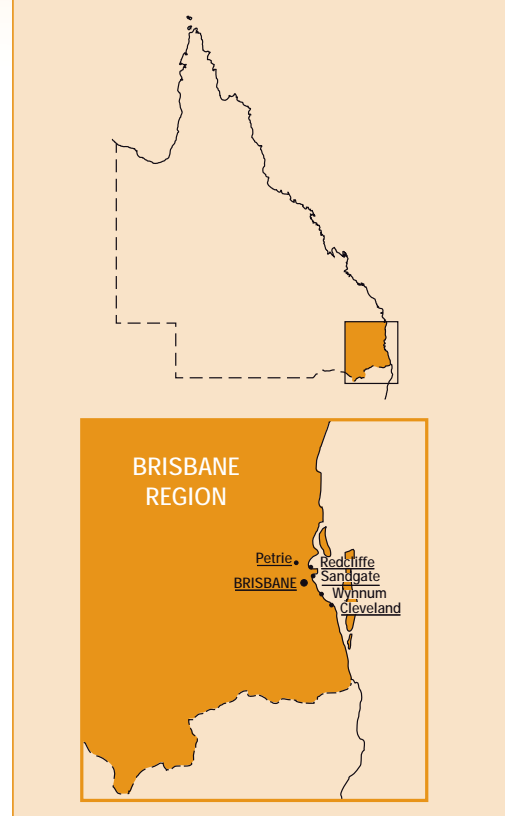 BRISBANE
REGION
Petrie
Redcliffe
Sandgate
BRISBANE
Wynnum
Cleveland